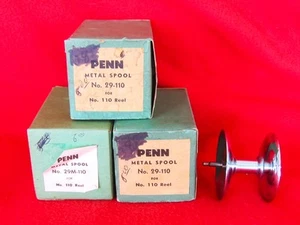 PENN
METAL SPOOL
No. 29-110
FOR
No. 110 Reel
PENN
METAL SPOOL
No. 29M-110
FOR
No. 110 Reel
PENN
METAL SPOOL
No. 29-110
FOR
No. 110 Reel